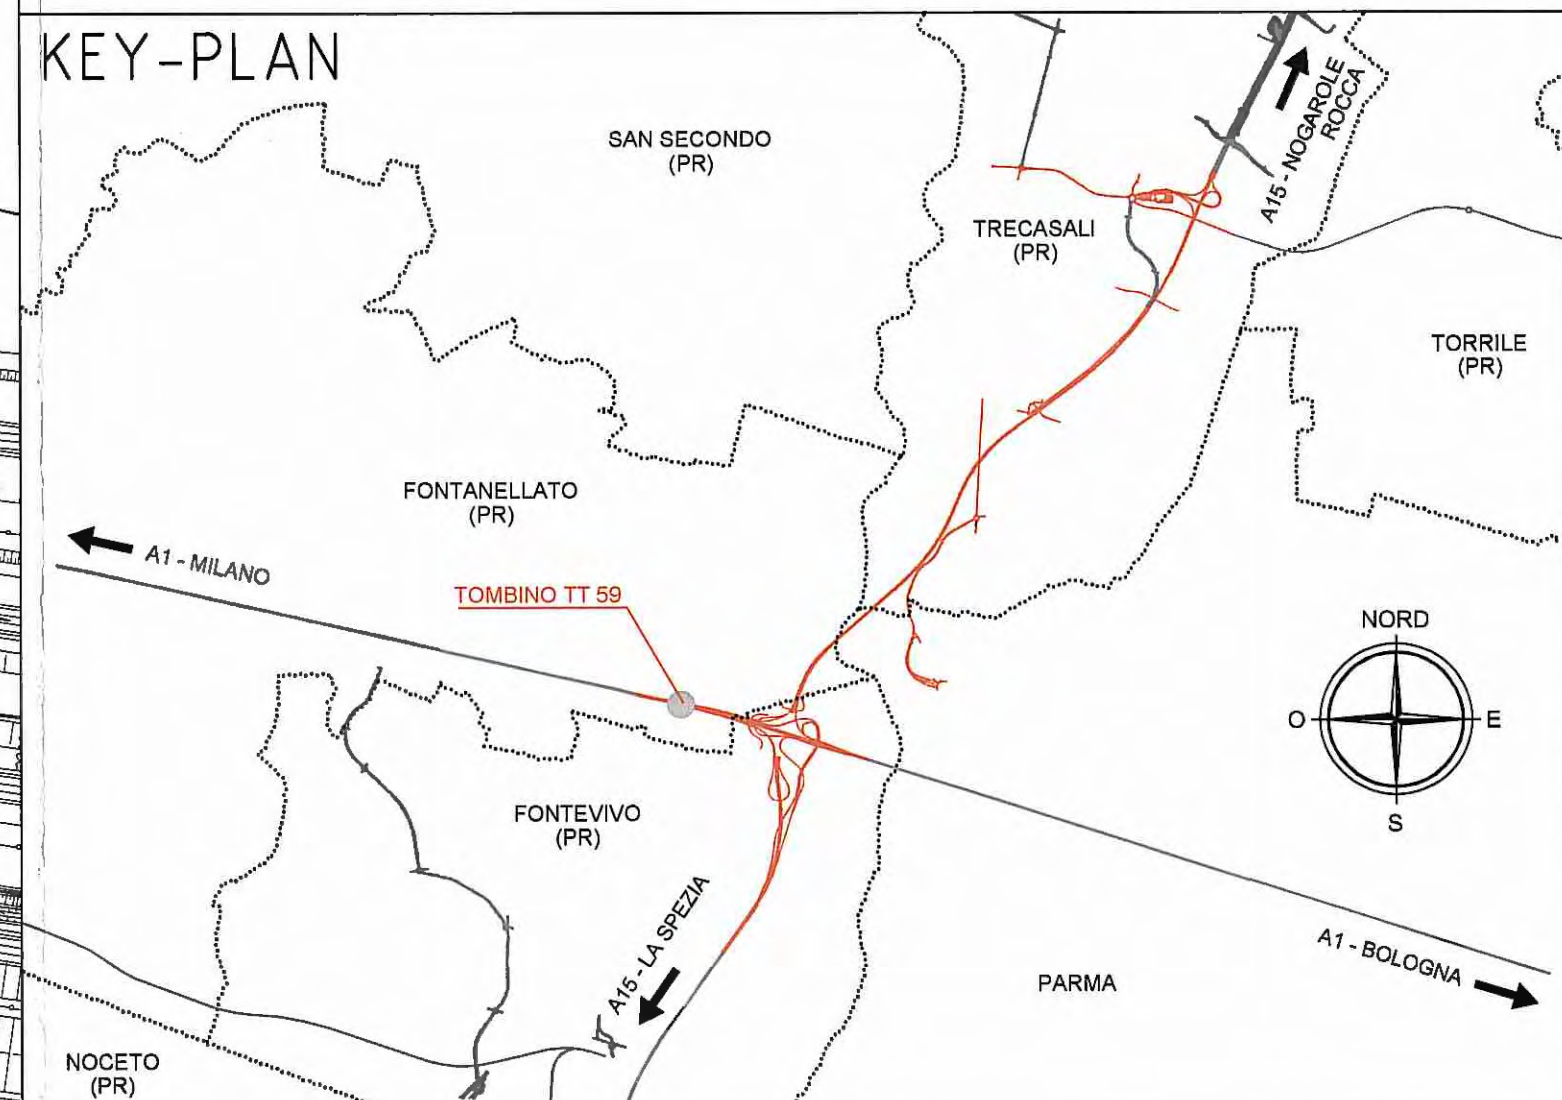 KEY-PLAN
SAN SECONDO
(PR)
A15 - NOGAROLE
ROCCA
TRECASALI
(PR)
TORRILE
(PR)
FONTANELLATO
(PR)
A1 - MILANO
TOMBINO TT 59
NORD
O
E
S
FONTEVIVO
(PR)
A15 - LA SPEZIA
A1 - BOLOGNA
PARMA
NOCETO
(PR)